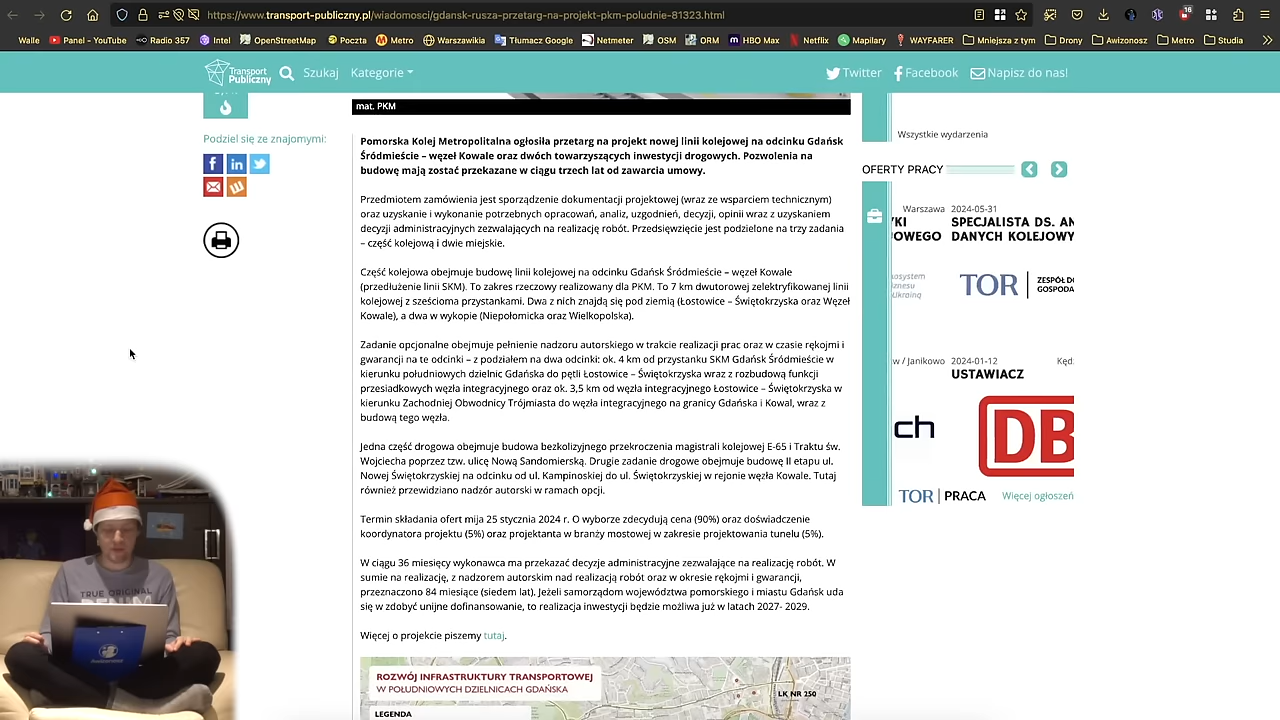 https://www.transport-publiczny.pl/wiadomosci/gdansk-rusza-przetarg-na-projekt-pkm-poludnie-81323.html
16
Walle
Panel - YouTube
Radio 357
Intel
OpenStreetMap
Poczta
Metro
Warszawikia
Tłumacz Google
Netmeter
OSM
ORM
HBO Max
Netflix
Mapilary
WAYFARER
Mniejsza z tym
Drony
Awizonosz
Metro
Studia
Transport Publiczny
Szukaj
Kategorie
Twitter
Facebook
Napisz do nas!
mat. PKM
Podziel się ze znajomymi:
Pomorska Kolej Metropolitalna ogłosiła przetarg na projekt nowej linii kolejowej na odcinku Gdańsk
Śródmieście – węzeł Kowale oraz dwóch towarzyszących inwestycji drogowych. Pozwolenia na
budowę mają zostać przekazane w ciągu trzech lat od zawarcia umowy.
Przedmiotem zamówienia jest sporządzenie dokumentacji projektowej (wraz ze wsparciem technicznym)
oraz uzyskanie i wykonanie potrzebnych opracowań, analiz, uzgodnień, decyzji, opinii wraz z uzyskaniem
decyzji administracyjnych zezwalających na realizację robót. Przedsięwzięcie jest podzielone na trzy zadania
– część kolejową i dwie miejskie.
Część kolejowa obejmuje budowę linii kolejowej na odcinku Gdańsk Śródmieście – węzeł Kowale
(przedłużenie linii SKM). To zakres rzeczowy realizowany dla PKM. To 7 km dwutorowej zelektryfikowanej linii
kolejowej z sześcioma przystankami. Dwa z nich znajdą się pod ziemią (Łostowice – Świętokrzyska oraz Węzeł
Kowale), a dwa w wykopie (Niepołomicka oraz Wielkopolska).
Zadanie opcjonalne obejmuje pełnienie nadzoru autorskiego w trakcie realizacji prac oraz w czasie rękojmi i
gwarancji na te odcinki – z podziałem na dwa odcinki: ok. 4 km od przystanku SKM Gdańsk Śródmieście w
kierunku południowych dzielnic Gdańska do pętli Łostowice – Świętokrzyska wraz z rozbudową funkcji
przesiadkowych węzła integracyjnego oraz ok. 3,5 km od węzła integracyjnego Łostowice – Świętokrzyska w
kierunku Zachodniej Obwodnicy Trójmiasta do węzła integracyjnego na granicy Gdańska i Kowal, wraz z
budową tego węzła.
Jedna część drogowa obejmuje budowa bezkolizyjnego przekroczenia magistrali kolejowej E-65 i Traktu św.
Wojciecha poprzez tzw. ulicę Nową Sandomierską. Drugie zadanie drogowe obejmuje budowę II etapu ul.
Nowej Świętokrzyskiej na odcinku od ul. Kampinoskiej do ul. Świętokrzyskiej w rejonie węzła Kowale. Tutaj
również przewidziano nadzór autorski w ramach opcji.
Termin składania ofert mija 25 stycznia 2024 r. O wyborze zdecydują cena (90%) oraz doświadczenie
koordynatora projektu (5%) oraz projektanta w branży mostowej w zakresie projektowania tunelu (5%).
W ciągu 36 miesięcy wykonawca ma przekazać decyzje administracyjne zezwalające na realizację robót. W
sumie na realizację, z nadzorem autorskim nad realizacją robót oraz w okresie rękojmi i gwarancji,
przeznaczono 84 miesiące (siedem lat). Jeżeli samorządom województwa pomorskiego i miastu Gdańsk uda
się w zdobyć unijne dofinansowanie, to realizacja inwestycji będzie możliwa już w latach 2027- 2029.
Więcej o projekcie piszemy tutaj.
ROZWÓJ INFRASTRUKTURY TRANSPORTOWEJ
W POŁUDNIOWYCH DZIELNICACH GDAŃSKA
LK NR 250
LEGENDA
Wszystkie wydarzenia
OFERTY PRACY
Warszawa
2024-05-31
YKI
OWEGO
SPECJALISTA DS. AN
DANYCH KOLEJOWY
osystem
znesu
Ukrainą
TOR
ZESPÓŁ DO
GOSPODA
w / Janikowo
2024-01-12
Kęd
USTAWIACZ
ch
DB
TOR PRACA
Więcej ogłoszeń
TRUE ORIGINAL
DENIM